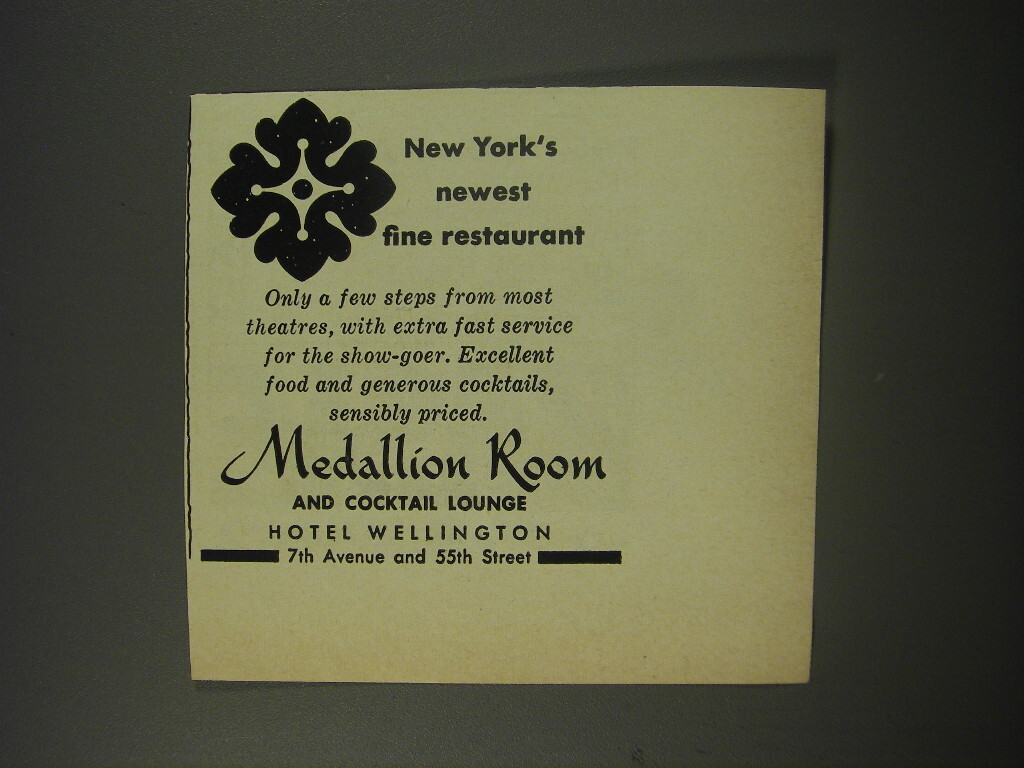 New York's
newest
fine restaurant
Only a few steps from most
theatres, with extra fast service
for the show-goer. Excellent
food and generous cocktails,
sensibly priced.
Medallion Room
AND COCKTAIL LOUNGE
HOTEL WELLINGTON
7th Avenue and 55th Street